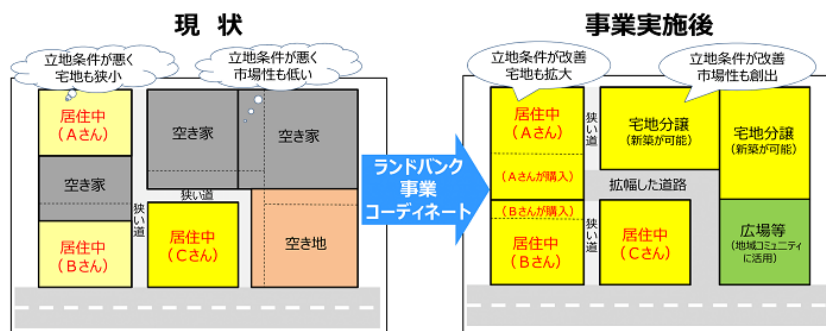 現 状
立地条件が悪く
宅地も狭小
立地条件が悪く
市場性も低い
居住中
（Aさん）
空き家
居住中
（Bさん）
狭い道
空き家
空き家
狭い道
居住中
（Cさん）
空き地
ランドバンク
事業
コーディネート
事業実施後
立地条件が改善
宅地も拡大
立地条件が改善
市場性も創出
居住中
（Aさん）
（Aさんが購入）
（Bさんが購入）
居住中
（Bさん）
狭い道
狭い道
宅地分譲
（新築が可能）
宅地分譲
（新築が可能）
拡幅した道路
居住中
（Cさん）
広場等
（地域コミュニティ
に活用）